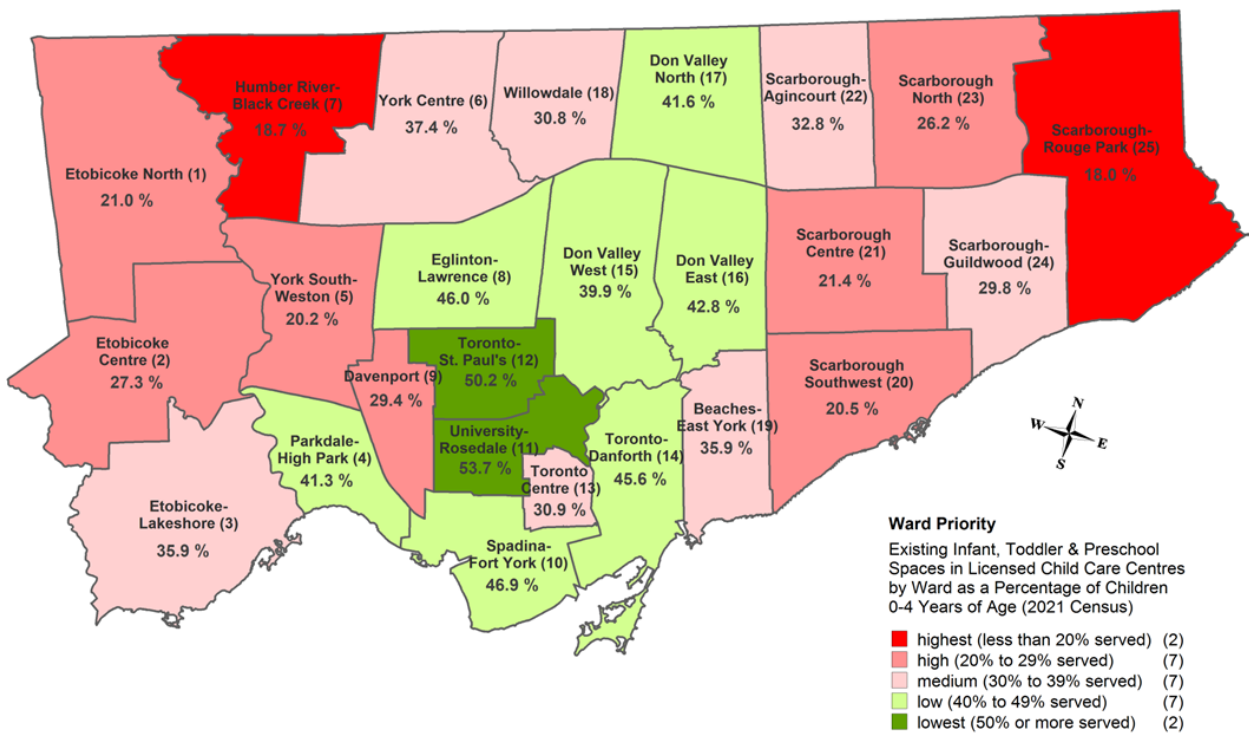 Humber River-
Black Creek (7)
18.7 %
York Centre (6)
37.4 %
Willowdale (18)
30.8 %
Don Valley
North (17)
41.6 %
Scarborough-
Agincourt (22)
32.8 %
Scarborough
North (23)
26.2 %
Scarborough-
Rouge Park (25)
18.0 %
Etobicoke North (1)
21.0 %
York South-
Weston (5)
20.2 %
Eglinton-
Lawrence (8)
46.0 %
Don Valley
West (15)
39.9 %
Don Valley
East (16)
42.8 %
Scarborough
Centre (21)
21.4 %
Scarborough-
Guildwood (24)
29.8 %
Etobicoke
Centre (2)
27.3 %
Davenport (9)
29.4 %
Toronto-
St. Paul's (12)
50.2 %
Scarborough
Southwest (20)
20.5 %
Parkdale-
High Park (4)
41.3 %
University-
Rosedale (11)
53.7 %
Toronto
Centre (13)
30.9 %
Toronto-
Danforth (14)
45.6 %
Beaches-
East York (19)
35.9 %
Etobicoke-
Lakeshore (3)
35.9 %
Spadina-
Fort York (10)
46.9 %
N
W
E
S
Ward Priority
Existing Infant, Toddler & Preschool
Spaces in Licensed Child Care Centres
by Ward as a Percentage of Children
0-4 Years of Age (2021 Census)
highest (less than 20% served) (2)
high (20% to 29% served) (7)
medium (30% to 39% served) (7)
low (40% to 49% served) (7)
lowest (50% or more served) (2)